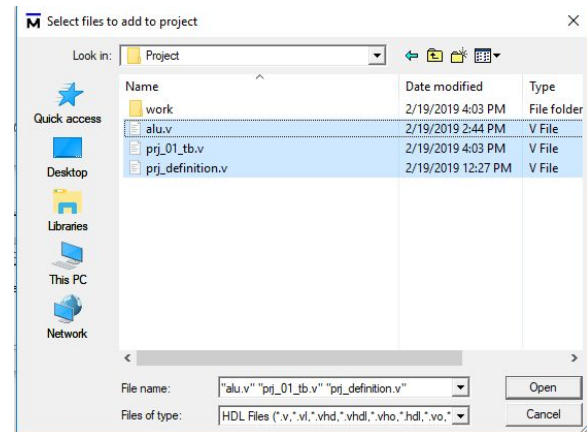 M Select files to add to project
Look in: Project
Name Date modified Type
work 2/19/2019 4:03 PM File folder
alu.v 2/19/2019 2:44 PM V File
prj_01_tb.v 2/19/2019 4:03 PM V File
prj_definition.v 2/19/2019 12:27 PM V File
Quick access
Desktop
Libraries
This PC
Network
File name: "alu.v" "prj_01_tb.v" "prj_definition.v" Open
Files of type: HDL Files (*.v,*.vl,*.vhd,*.vhdl,*.vho,*.hdl,*.vo,* Cancel